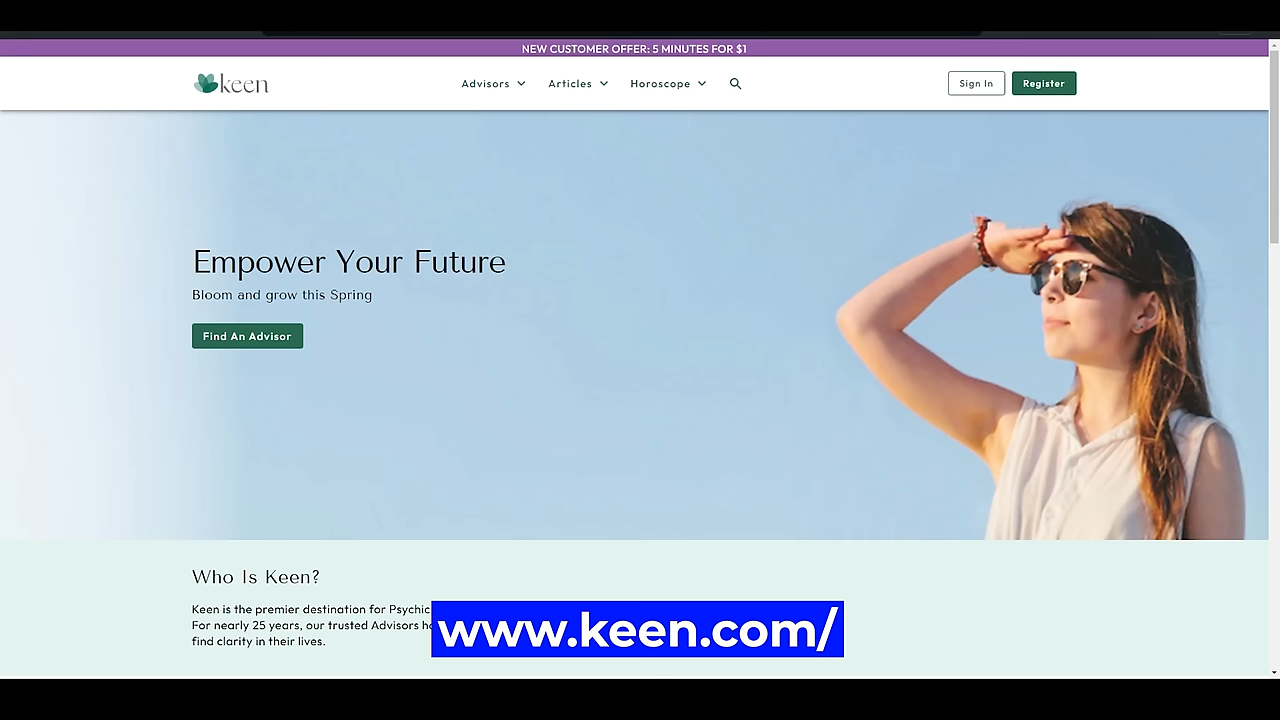 NEW CUSTOMER OFFER: 5 MINUTES FOR $1
keen
Advisors
Articles
Horoscope
Sign In
Register
Empower Your Future
Bloom and grow this Spring
Find An Advisor
Who Is Keen?
Keen is the premier destination for Psychic
For nearly 25 years, our trusted Advisors
find clarity in their lives.
www.keen.com/